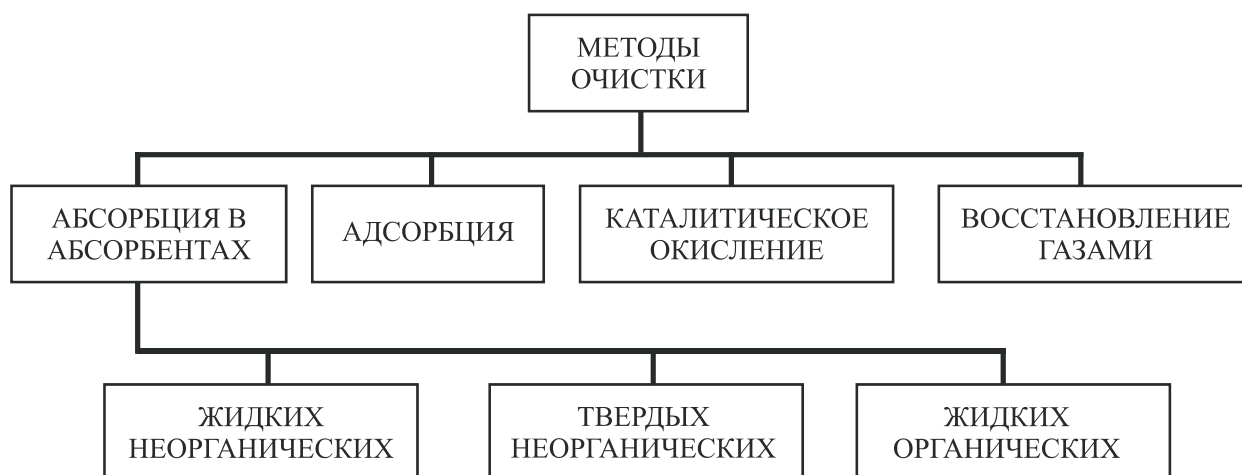 МЕТОДЫ
ОЧИСТКИ
АБСОРБЦИЯ В
АБСОРБЕНТАХ
АДСОРБЦИЯ
КАТАЛИТИЧЕСКОЕ
ОКИСЛЕНИЕ
ВОССТАНОВЛЕНИЕ
ГАЗАМИ
ЖИДКИХ
НЕОРГАНИЧЕСКИХ
ТВЕРДЫХ
НЕОРГАНИЧЕСКИХ
ЖИДКИХ
ОРГАНИЧЕСКИХ